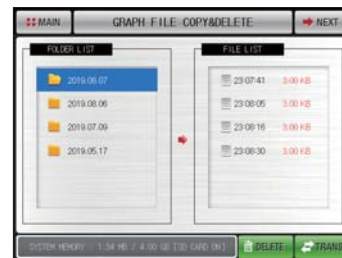 MAIN
GRAPH FILE COPY&DELETE
NEXT
FOLDER LIST
2019.08.07
2019.08.06
2019.07.09
2019.05.17
FILE LIST
23:07:41 3.00 KB
23:08:05 3.00 KB
23:08:16 3.00 KB
23:08:30 3.00 KB
SYSTEM MEMORY : 1.34 MB / 4.00 GB [SD CARD ON]
DELETE
TRANS